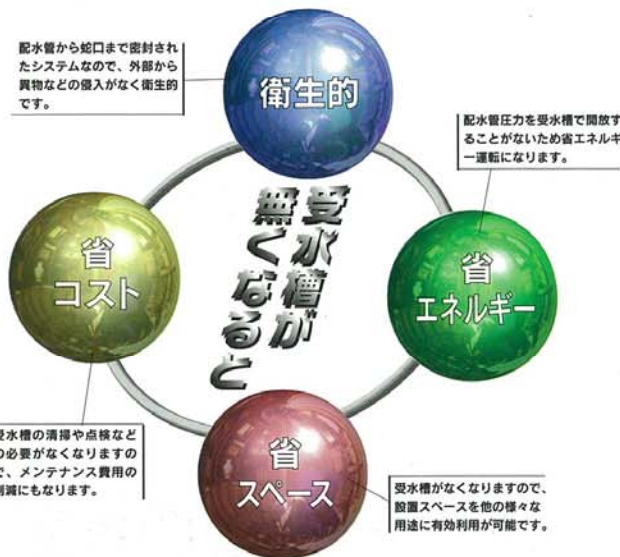 配水管から蛇口まで密封され
たシステムなので、外部から
異物などの侵入がなく衛生的
です。
衛生的
配水管圧力を受水槽で開放す
ることがないため省エネルギ
ー運転になります。
受水槽が
無くなると
省
コスト
省
エネルギー
受水槽の清掃や点検など
の必要がなくなりますの
で、メンテナンス費用の
削減にもなります。
省
スペース
受水槽がなくなりますので、
設置スペースを他の様々な
用途に有効利用が可能です。